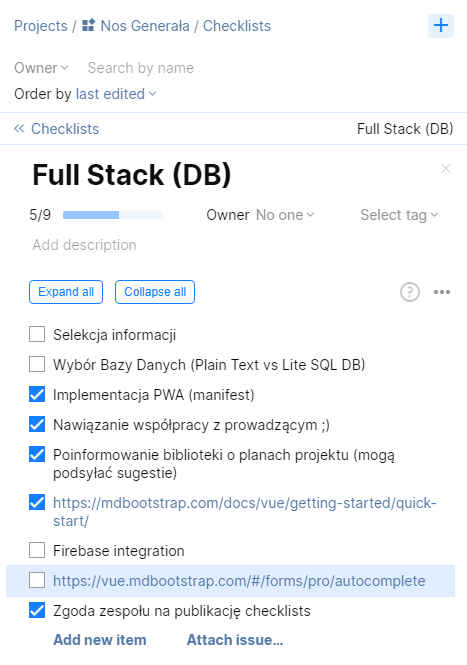 Projects / Nos Generała / Checklists
Owner Search by name
Order by last edited
Checklists Full Stack (DB)
Full Stack (DB)
5/9 Owner No one Select tag
Add description
Expand all Collapse all ?
Selekcja informacji
Wybór Bazy Danych (Plain Text vs Lite SQL DB)
Implementacja PWA (manifest)
Nawiązanie współpracy z prowadzącym ;)
Poinformowanie biblioteki o planach projektu (mogą
podsyłać sugestie)
https://mdbootstrap.com/docs/vue/getting-started/quick-
start/
Firebase integration
https://vue.mdbootstrap.com/#/forms/pro/autocomplete
Zgoda zespołu na publikację checklists
Add new item Attach issue...